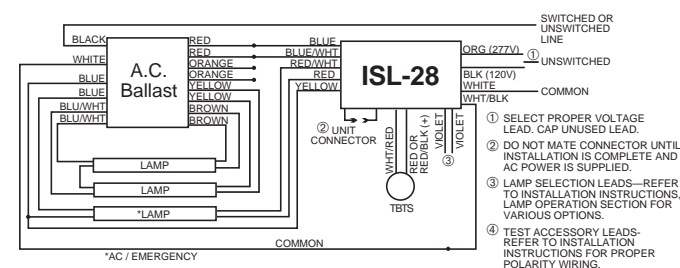 SWITCHED OR
UNSWITCHED
LINE
BLACK
WHITE
BLUE
BLUE
BLU/WHT
BLU/WHT
A.C.
Ballast
RED
RED
ORANGE
ORANGE
YELLOW
YELLOW
BROWN
BROWN
BLUE
BLUE/WHT
RED/WHT
RED
YELLOW
ISL-28
ORG (277V)
① UNSWITCHED
BLK (120V)
WHITE
COMMON
WHT/BLK
② UNIT
CONNECTOR
WHT/RED
RED OR
RED/BLK (+)
VIOLET
VIOLET
③
TBTS
LAMP
LAMP
*LAMP
COMMON
*AC / EMERGENCY
① SELECT PROPER VOLTAGE
LEAD. CAP UNUSED LEAD.
② DO NOT MATE CONNECTOR UNTIL
INSTALLATION IS COMPLETE AND
AC POWER IS SUPPLIED.
③ LAMP SELECTION LEADS—REFER
TO INSTALLATION INSTRUCTIONS,
LAMP OPERATION SECTION FOR
VARIOUS OPTIONS.
④ TEST ACCESSORY LEADS-
REFER TO INSTALLATION
INSTRUCTIONS FOR PROPER
POLARITY WIRING.